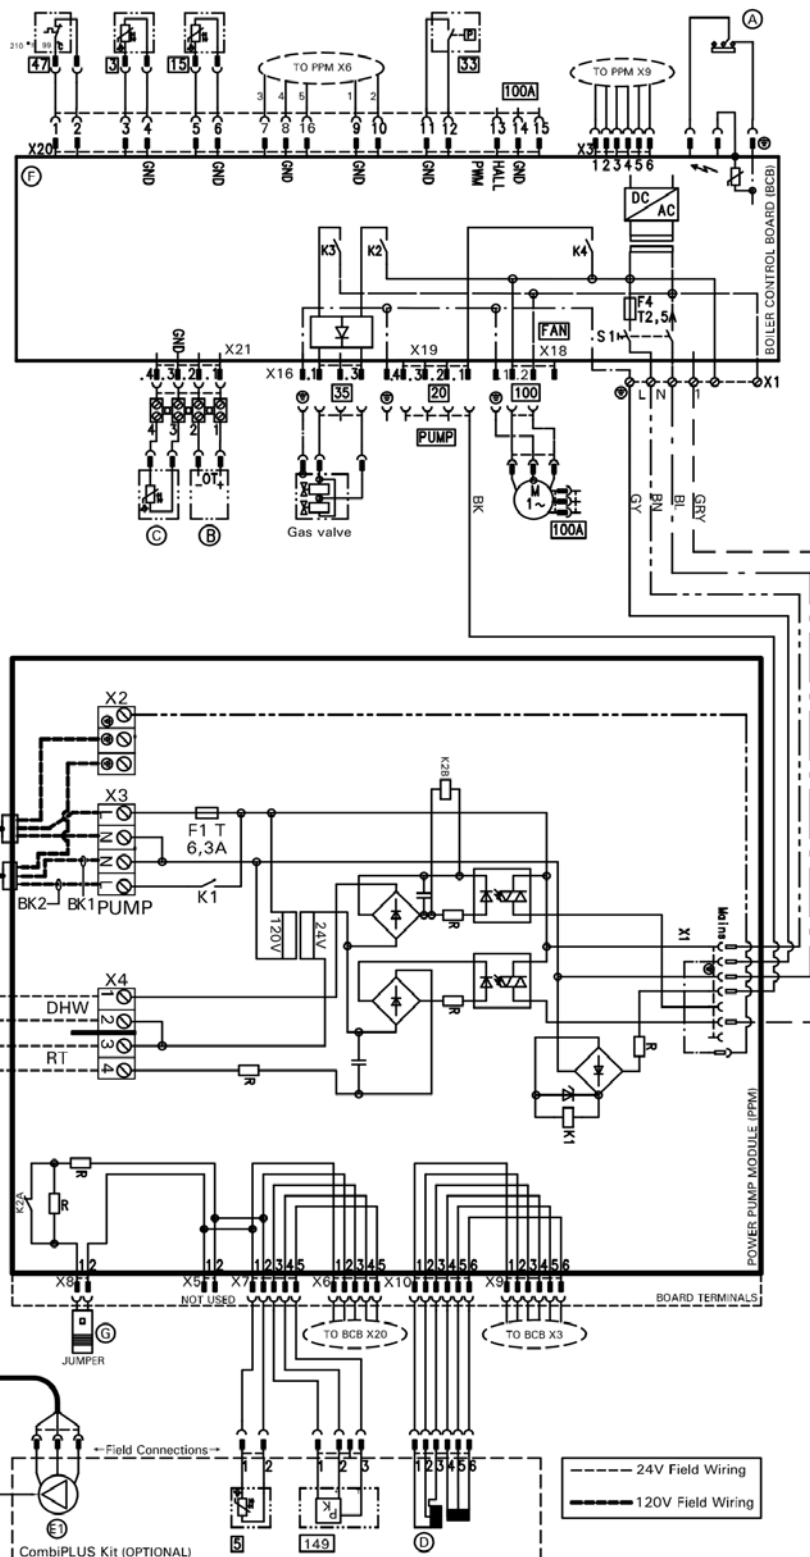 A
210 °F 99 °C
47
3
15
TO PPM X6
33
P
TO PPM X9
100A
3 4 5 1 2
1 2 3 4 5 6 7 8 16 9 10 11 12 13 14 15
X20
X3
1 2 3 4 5 6
F
GND GND GND GND GND PWM HALL GND
DC
AC
K3
K2
K4
F4
T2,5A
S1
BOILER CONTROL BOARD (BCB)
GND
X21
X16
X19
FAN
X18
X1
.4 .3 .2 .1
.1 .3
.4 .3 .2 .1
.1 .2
L N 1
35
20
100
4 3 2 1
PUMP
OT
- +
M
1~
100A
BK
GY
BN
BL
GRY
C
B
Gas valve
X2
X3
L
N
N
L
F1 T
6,3A
K1
BK2
BK1
PUMP
K2B
120V
24V
R
R
X1
Mains
X4
1
2
3
4
DHW
RT
R
R
K1
POWER PUMP MODULE (PPM)
K2A
R
R
1 2
1 2
1 2 3 4 5
1 2 3 4 5
1 2 3 4 5 6
1 2 3 4 5 6
X8
X5
X7
X6
X10
X9
NOT USED
BOARD TERMINALS
G
JUMPER
TO BCB X20
TO BCB X3
←Field Connections→
1 2
1 2 3
1 2 3 4 5 6
24V Field Wiring
120V Field Wiring
P
K
E1
5
149
D
CombiPLUS Kit (OPTIONAL)